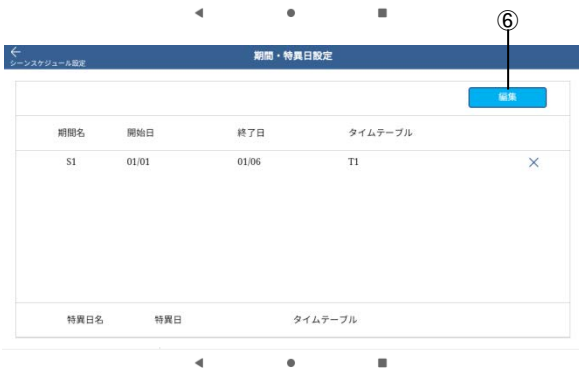 ⑥
←
シーンスケジュール設定
期間・特異日設定
編集
期間名 開始日 終了日 タイムテーブル
S1 01/01 01/06 T1 ×
特異日名 特異日 タイムテーブル